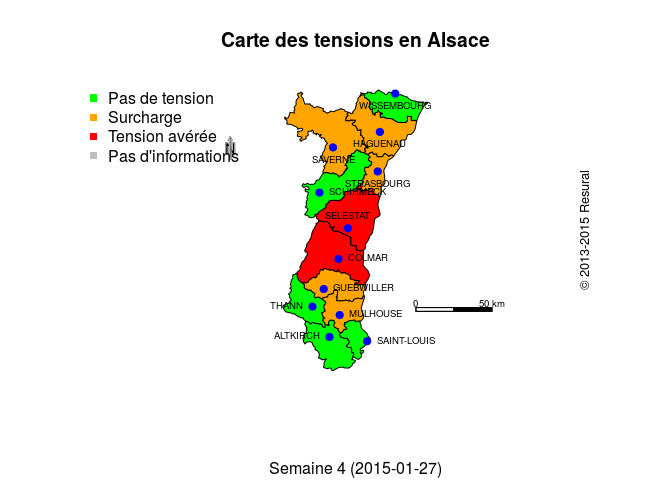 Carte des tensions en Alsace
Pas de tension
Surcharge
Tension avérée
Pas d'informations
WISSEMBOURG
HAGUENAU
SAVERNE
STRASBOURG
SCHIRMECK
SELESTAT
COLMAR
GUEBWILLER
THANN
MULHOUSE
ALTKIRCH
SAINT-LOUIS
0 50 km
© 2013-2015 Resural
Semaine 4 (2015-01-27)